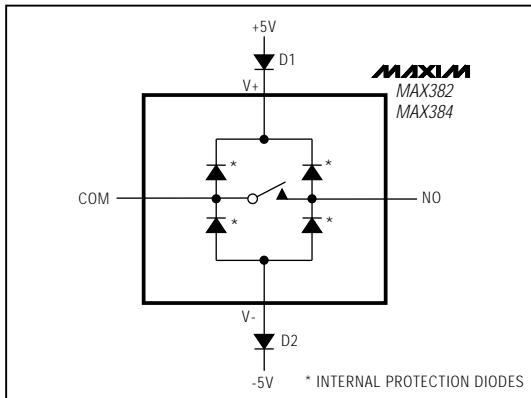 +5V
D1
V+
MAXIM
MAX382
MAX384
* *
COM
NO
* *
V-
D2
-5V
* INTERNAL PROTECTION DIODES